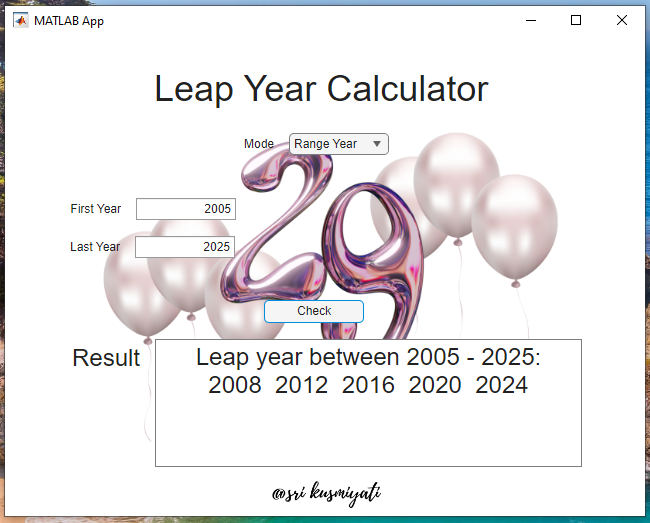 MATLAB App
Leap Year Calculator
Mode Range Year
29
First Year 2005
Last Year 2025
Check
Result
Leap year between 2005 - 2025:
2008 2012 2016 2020 2024
@sri kusmiyati